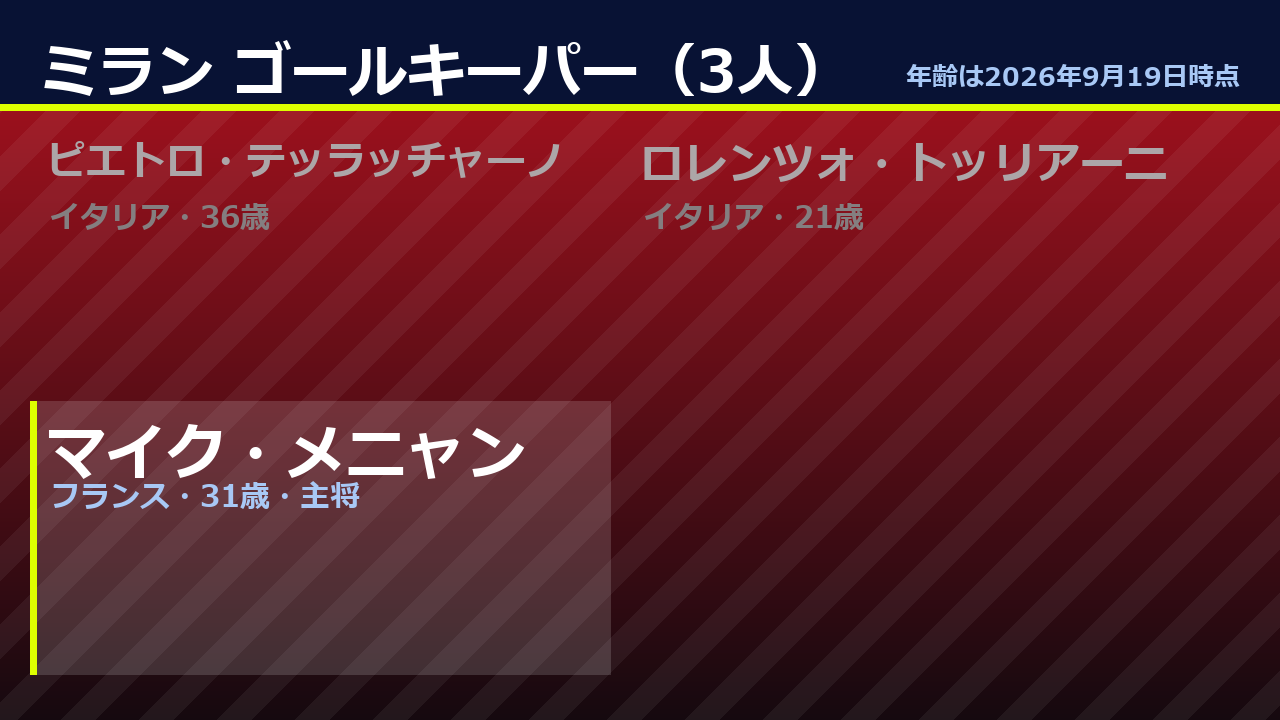 ミラン ゴールキーパー（3人）
年齢は2026年9月19日時点
ピエトロ・テッラッチャーノ
イタリア・36歳
ロレンツォ・トッリアーニ
イタリア・21歳
マイク・メニャン
フランス・31歳・主将